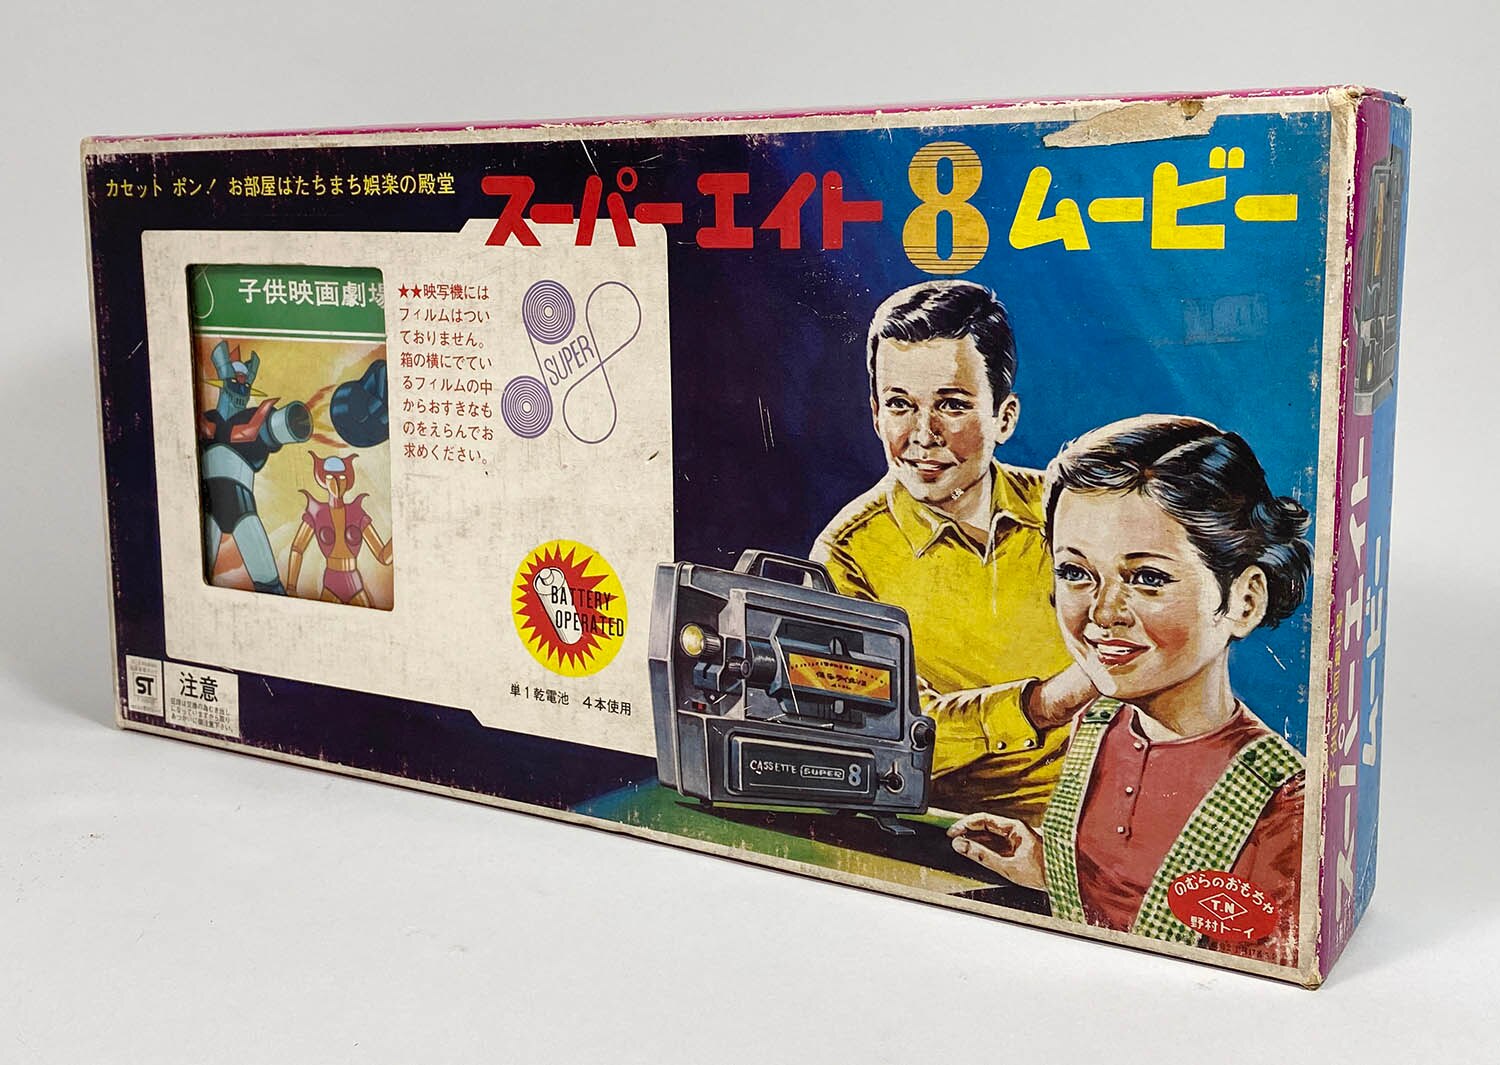 カセット ポン! お部屋はたちまち娯楽の殿堂
スーパーエイト8ムービー
子供映画劇場
★★映写機には
フィルムはつい
ておりません。
箱の横にでてい
るフィルムの中
からおすきなも
のをえらんでお
求めください。
SUPER
BATTERY
OPERATED
単1乾電池 4本使用
ST
注意
CASSETTE SUPER 8
のむらのおもちゃ
T.N
野村トーイ
スーパーエイト
ムービー